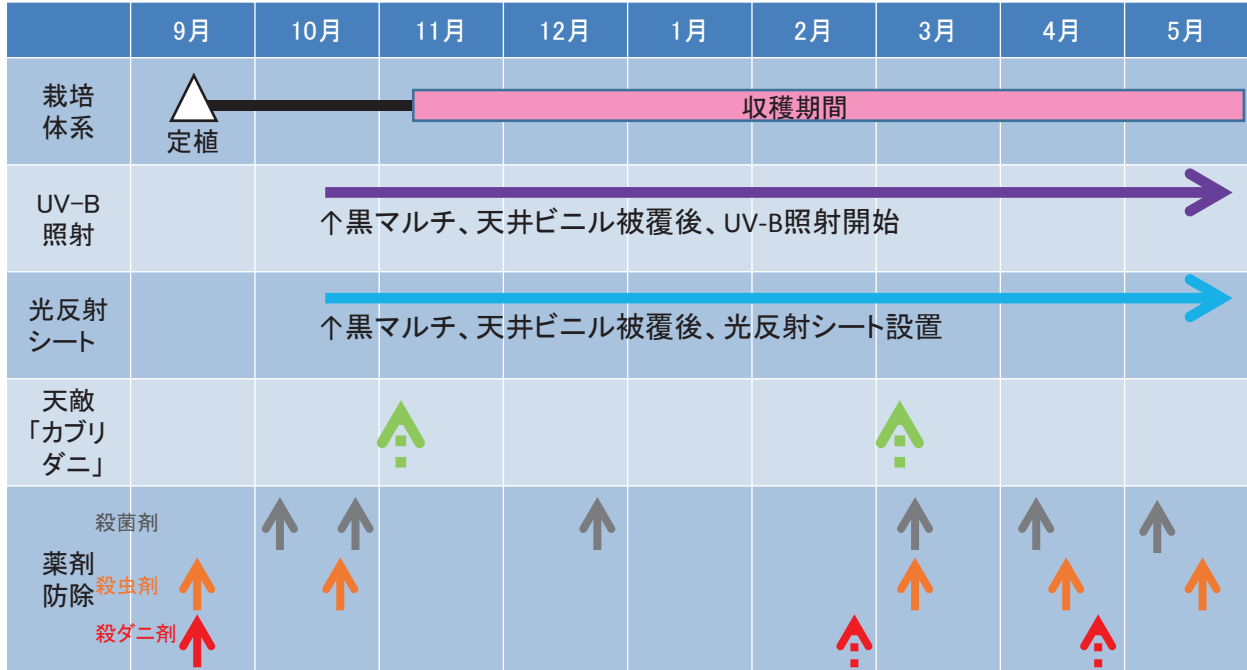 9月 10月 11月 12月 1月 2月 3月 4月 5月
栽培
体系
定植
収穫期間
UV-B
照射
↑黒マルチ、天井ビニル被覆後、UV-B照射開始
光反射
シート
↑黒マルチ、天井ビニル被覆後、光反射シート設置
天敵
「カブリ
ダニ」
薬剤
防除
殺菌剤
殺虫剤
殺ダニ剤